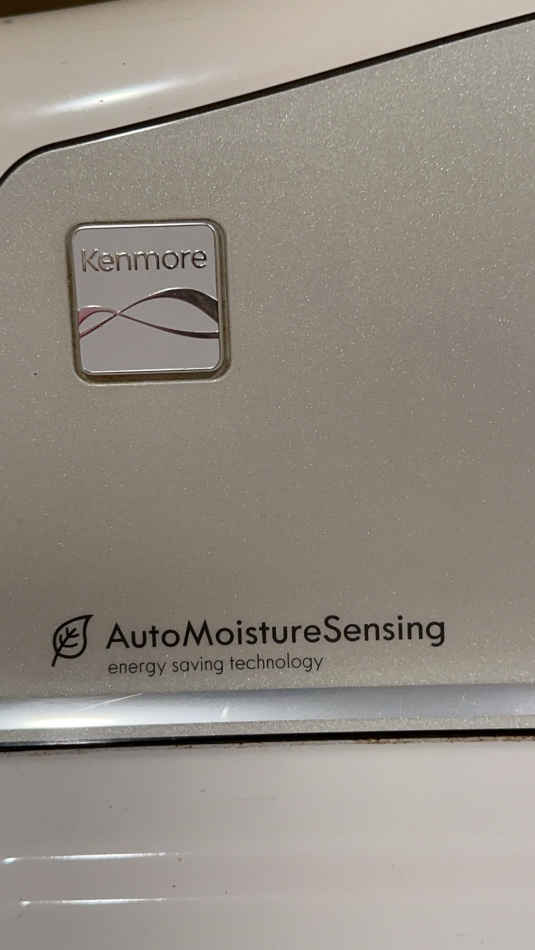 Kenmore
AutoMoistureSensing
energy saving technology